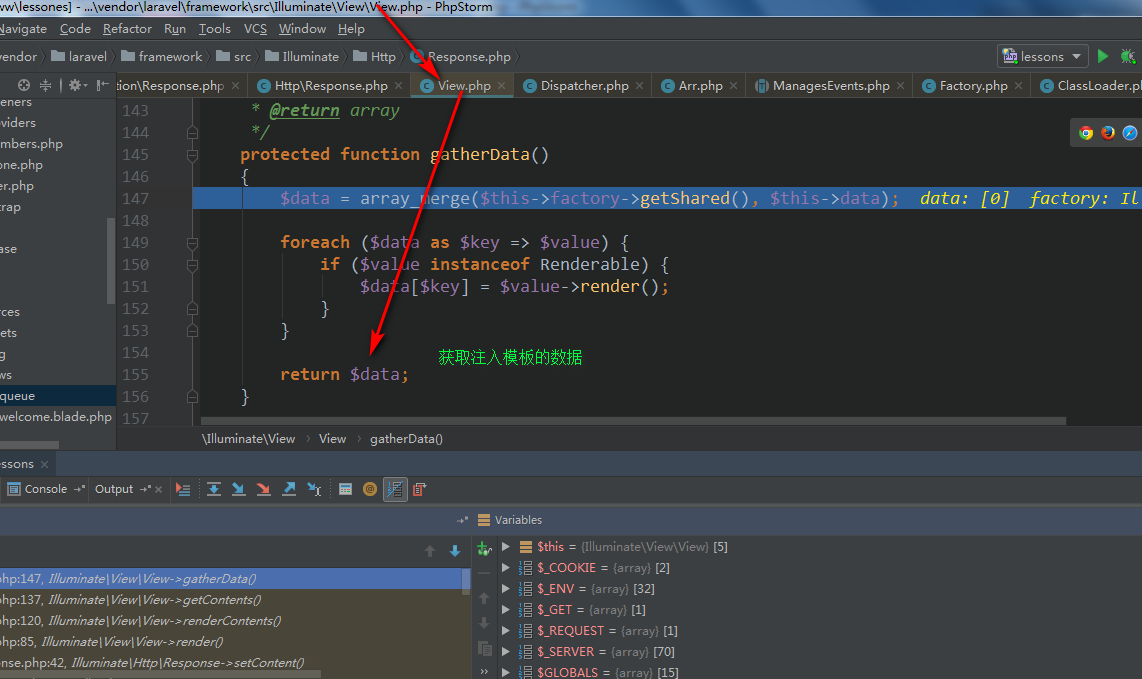 ww\lessones] - ...\vendor\laravel\framework\src\Illuminate\View\View.php - PhpStorm
Navigate Code Refactor Run Tools VCS Window Help
vendor laravel framework src Illuminate Http Response.php lessons
tion\Response.php Http\Response.php View.php Dispatcher.php Arr.php ManagesEvents.php Factory.php ClassLoader.ph
eners
viders
mbers.php
one.php
er.php
rap
ase
rces
ets
g
ws
queue
welcome.blade.php
143 * @return array
144 */
145 protected function gatherData()
146 {
147 $data = array_merge($this->factory->getShared(), $this->data); data: [0] factory: Il
148
149 foreach ($data as $key => $value) {
150 if ($value instanceof Renderable) {
151 $data[$key] = $value->render();
152 }
153 }
154 获取注入模板的数据
155 return $data;
156 }
157
\Illuminate\View › View › gatherData()
essons
Console Output
Variables
php:147, Illuminate\View\View->gatherData()
php:137, Illuminate\View\View->getContents()
php:120, Illuminate\View\View->renderContents()
php:85, Illuminate\View\View->render()
onse.php:42, Illuminate\Http\Response->setContent()
$this = {Illuminate\View\View} [5]
$_COOKIE = {array} [2]
$_ENV = {array} [32]
$_GET = {array} [1]
$_REQUEST = {array} [1]
$_SERVER = {array} [70]
$GLOBALS = {array} [15]